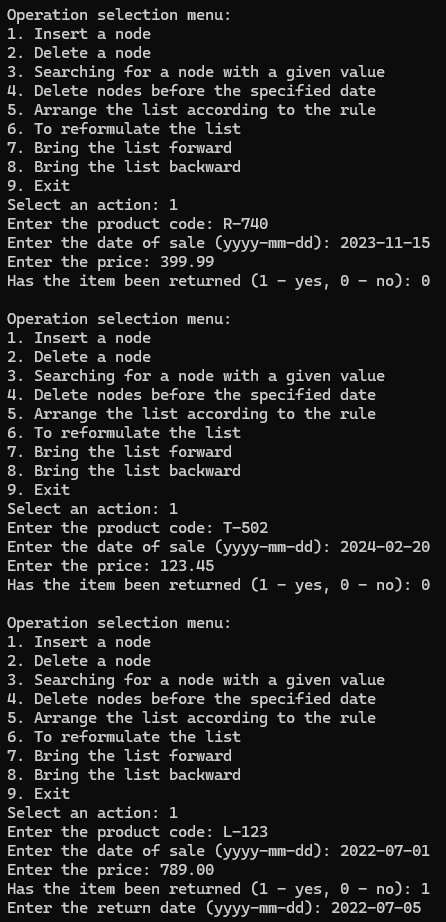 Operation selection menu:
1. Insert a node
2. Delete a node
3. Searching for a node with a given value
4. Delete nodes before the specified date
5. Arrange the list according to the rule
6. To reformulate the list
7. Bring the list forward
8. Bring the list backward
9. Exit
Select an action: 1
Enter the product code: R-740
Enter the date of sale (yyyy-mm-dd): 2023-11-15
Enter the price: 399.99
Has the item been returned (1 - yes, 0 - no): 0

Operation selection menu:
1. Insert a node
2. Delete a node
3. Searching for a node with a given value
4. Delete nodes before the specified date
5. Arrange the list according to the rule
6. To reformulate the list
7. Bring the list forward
8. Bring the list backward
9. Exit
Select an action: 1
Enter the product code: T-502
Enter the date of sale (yyyy-mm-dd): 2024-02-20
Enter the price: 123.45
Has the item been returned (1 - yes, 0 - no): 0

Operation selection menu:
1. Insert a node
2. Delete a node
3. Searching for a node with a given value
4. Delete nodes before the specified date
5. Arrange the list according to the rule
6. To reformulate the list
7. Bring the list forward
8. Bring the list backward
9. Exit
Select an action: 1
Enter the product code: L-123
Enter the date of sale (yyyy-mm-dd): 2022-07-01
Enter the price: 789.00
Has the item been returned (1 - yes, 0 - no): 1
Enter the return date (yyyy-mm-dd): 2022-07-05